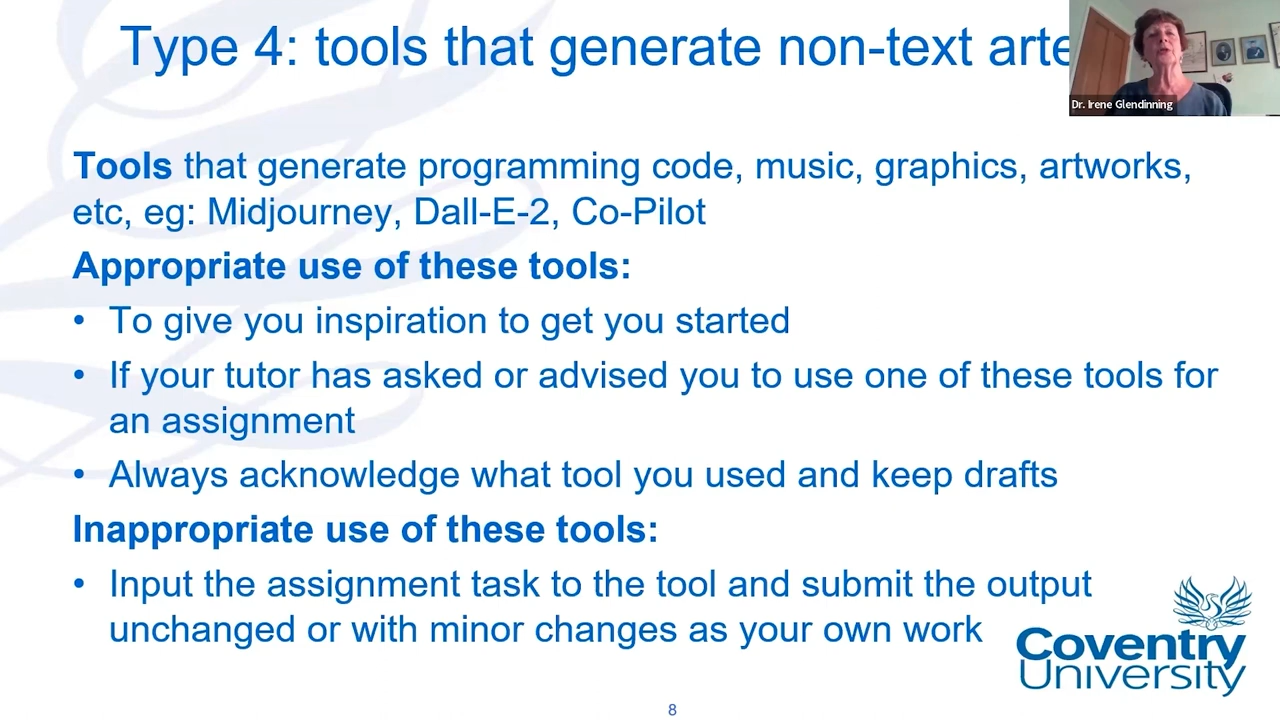 Type 4: tools that generate non-text arte
Dr. Irene Glendinning
Tools that generate programming code, music, graphics, artworks,
etc, eg: Midjourney, Dall-E-2, Co-Pilot
Appropriate use of these tools:
• To give you inspiration to get you started
• If your tutor has asked or advised you to use one of these tools for
an assignment
• Always acknowledge what tool you used and keep drafts
Inappropriate use of these tools:
• Input the assignment task to the tool and submit the output
unchanged or with minor changes as your own work
Coventry
University
8